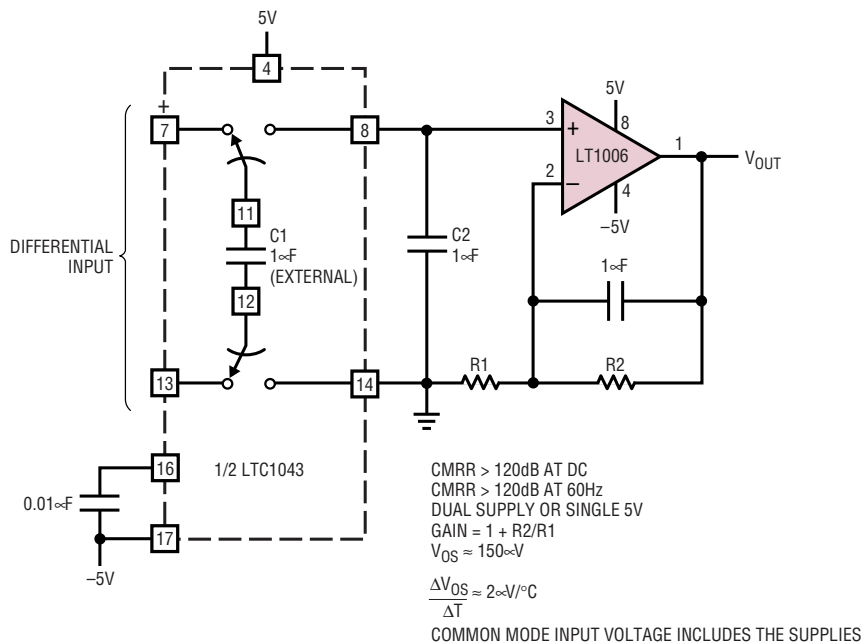 5V
4
+
7
8
3
+
5V
8
1
LT1006
VOUT
2
–
4
–5V
11
C1
1∝F
(EXTERNAL)
C2
1∝F
1∝F
DIFFERENTIAL
INPUT
12
13
14
R1
R2
16
1/2 LTC1043
0.01∝F
17
–5V
CMRR > 120dB AT DC
CMRR > 120dB AT 60Hz
DUAL SUPPLY OR SINGLE 5V
GAIN = 1 + R2/R1
VOS ≈ 150∝V
ΔVOS
ΔT
≈ 2∝V/°C
COMMON MODE INPUT VOLTAGE INCLUDES THE SUPPLIES